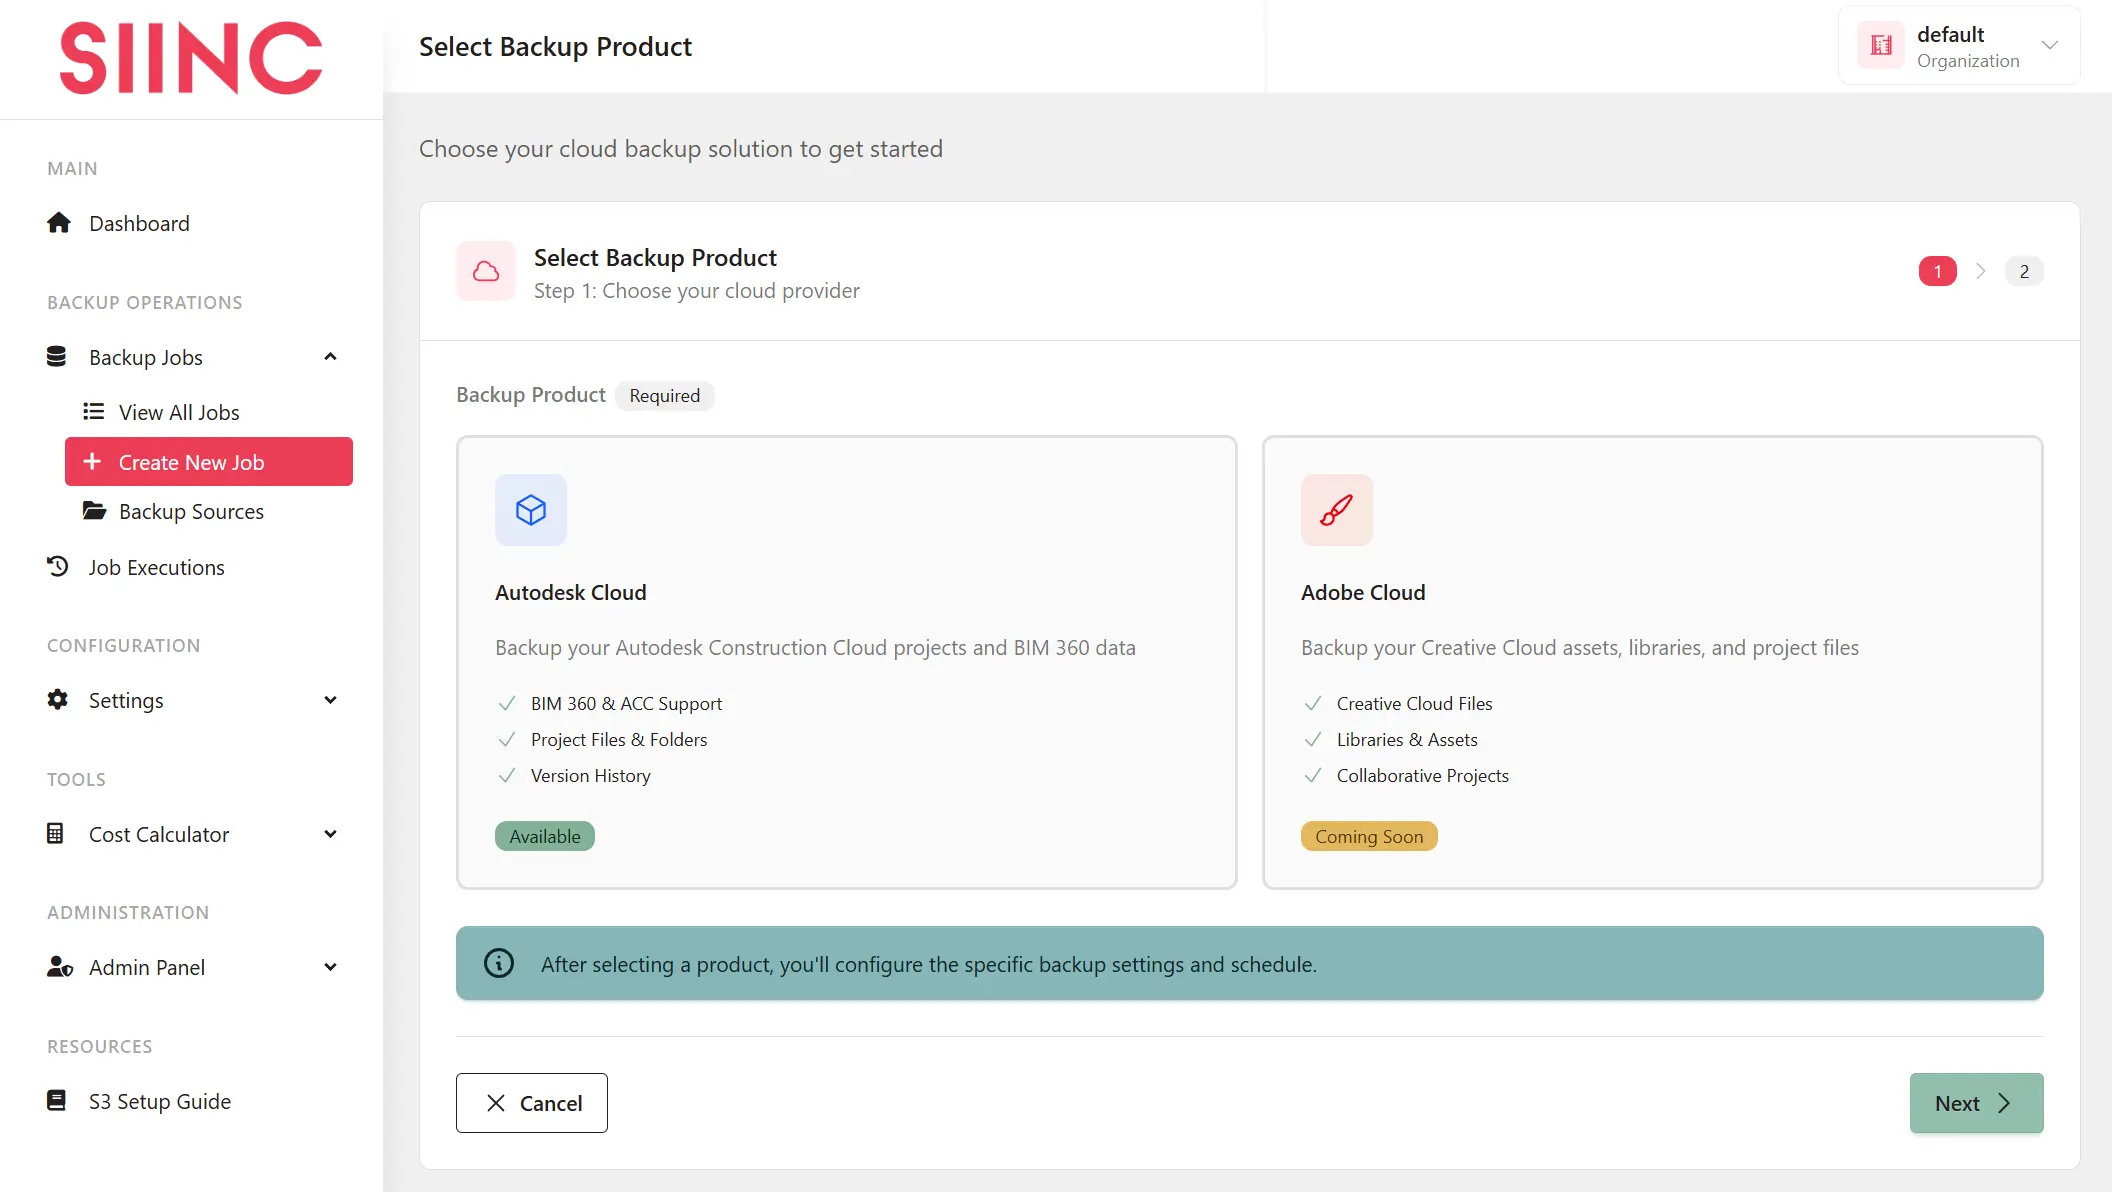 SIINC
Select Backup Product
default
Organization
MAIN
Dashboard
BACKUP OPERATIONS
Backup Jobs
View All Jobs
Create New Job
Backup Sources
Job Executions
CONFIGURATION
Settings
TOOLS
Cost Calculator
ADMINISTRATION
Admin Panel
RESOURCES
S3 Setup Guide
Choose your cloud backup solution to get started
Select Backup Product
Step 1: Choose your cloud provider
1
2
Backup Product Required
Autodesk Cloud
Backup your Autodesk Construction Cloud projects and BIM 360 data
BIM 360 & ACC Support
Project Files & Folders
Version History
Available
Adobe Cloud
Backup your Creative Cloud assets, libraries, and project files
Creative Cloud Files
Libraries & Assets
Collaborative Projects
Coming Soon
After selecting a product, you'll configure the specific backup settings and schedule.
Cancel
Next